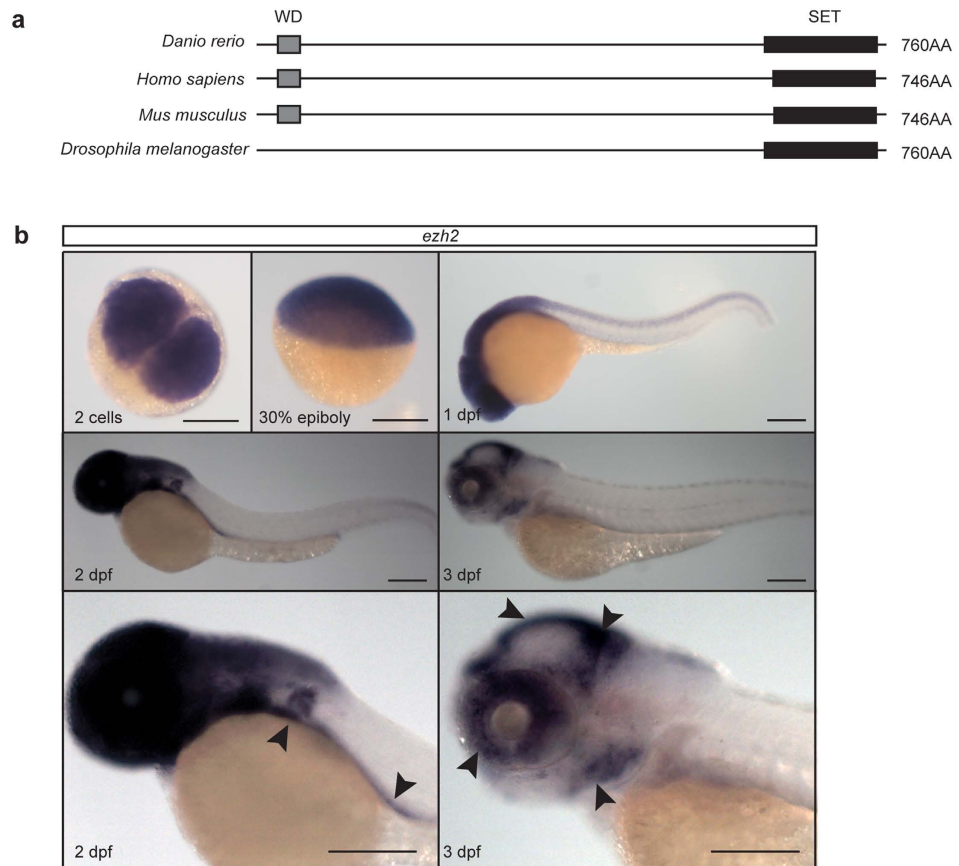 a
WD SET
Danio rerio 760AA
Homo sapiens 746AA
Mus musculus 746AA
Drosophila melanogaster 760AA
b
ezh2
2 cells 30% epiboly 1 dpf
2 dpf 3 dpf
2 dpf 3 dpf